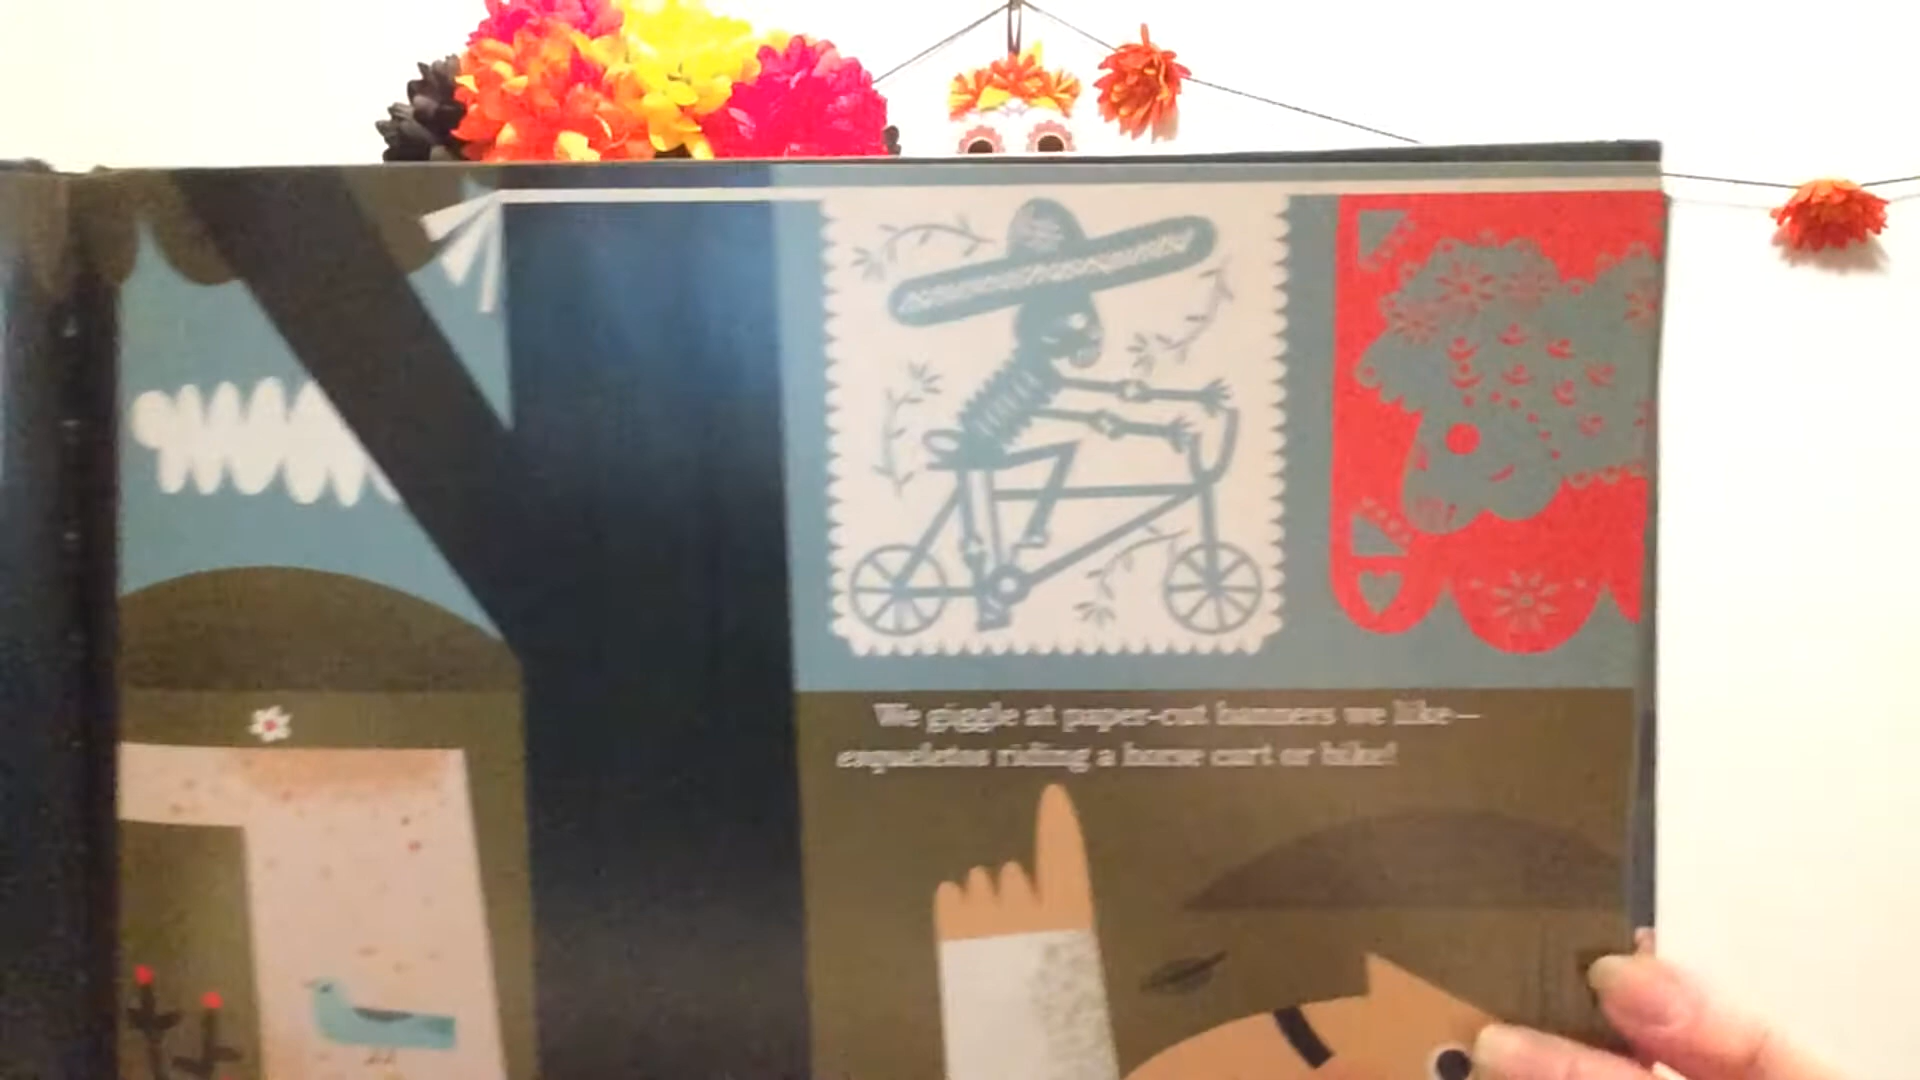 We giggle at paper-cut banners we like—
esqueletos riding a horse cart or bike!